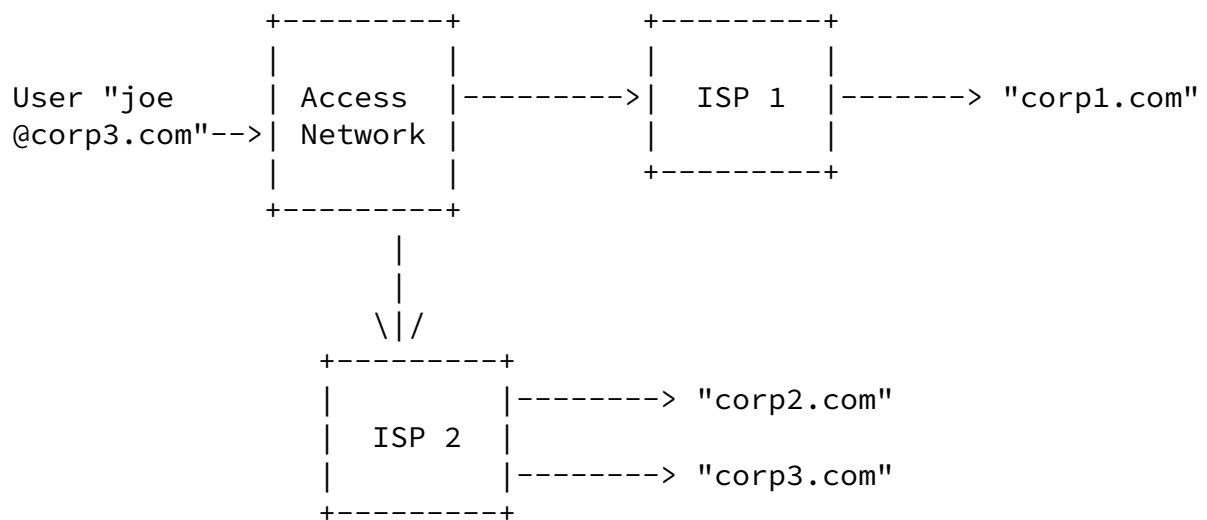 User "joe | Access |--------->| ISP 1 |-------> "corp1.com"
@corp3.com"-->| Network |
|--------> "corp2.com"
ISP 2
|--------> "corp3.com"